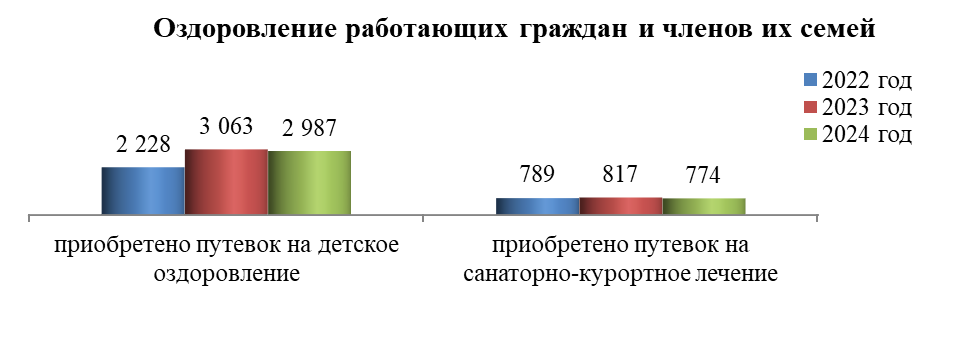 Оздоровление работающих граждан и членов их семей
2022 год
2023 год
2024 год
2 228
3 063
2 987
789
817
774
приобретено путевок на детское
оздоровление
приобретено путевок на
санаторно-курортное лечение